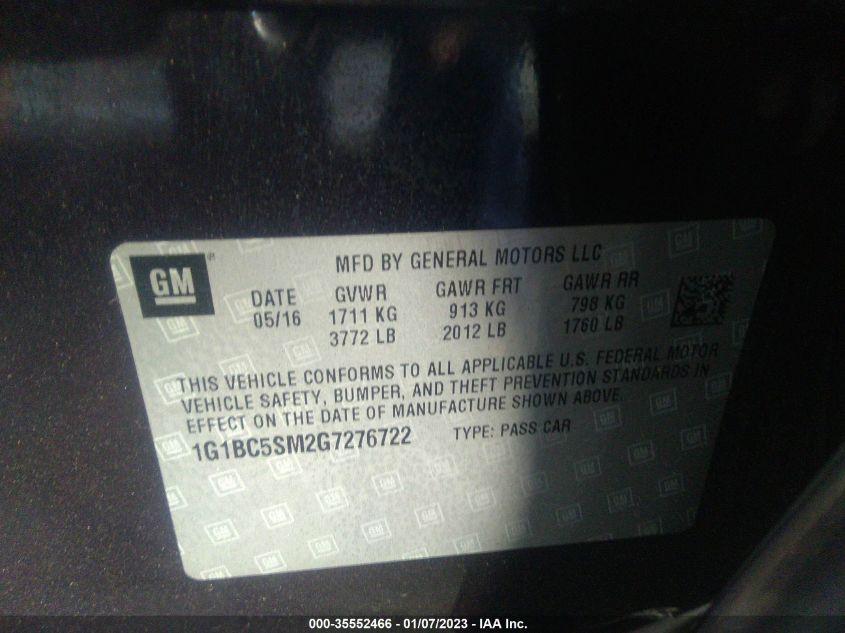 GM
MFD BY GENERAL MOTORS LLC
DATE GVWR GAWR FRT GAWR RR
05/16 1711 KG 913 KG 798 KG
3772 LB 2012 LB 1760 LB
THIS VEHICLE CONFORMS TO ALL APPLICABLE U.S. FEDERAL MOTOR
VEHICLE SAFETY, BUMPER, AND THEFT PREVENTION STANDARDS IN
EFFECT ON THE DATE OF MANUFACTURE SHOWN ABOVE.
1G1BC5SM2G7276722 TYPE: PASS CAR
000-35552466 - 01/07/2023 - IAA Inc.